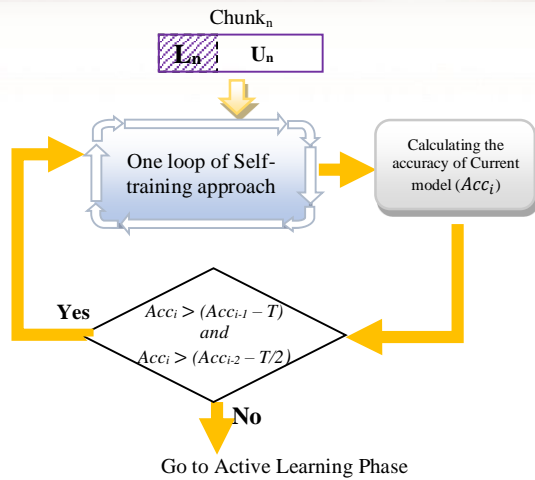 Chunkn
Ln Un
One loop of Self-
training approach
Calculating the
accuracy of Current
model (Acci)
Yes
Acci > (Acci-1 – T)
and
Acci > (Acci-2 – T/2)
No
Go to Active Learning Phase